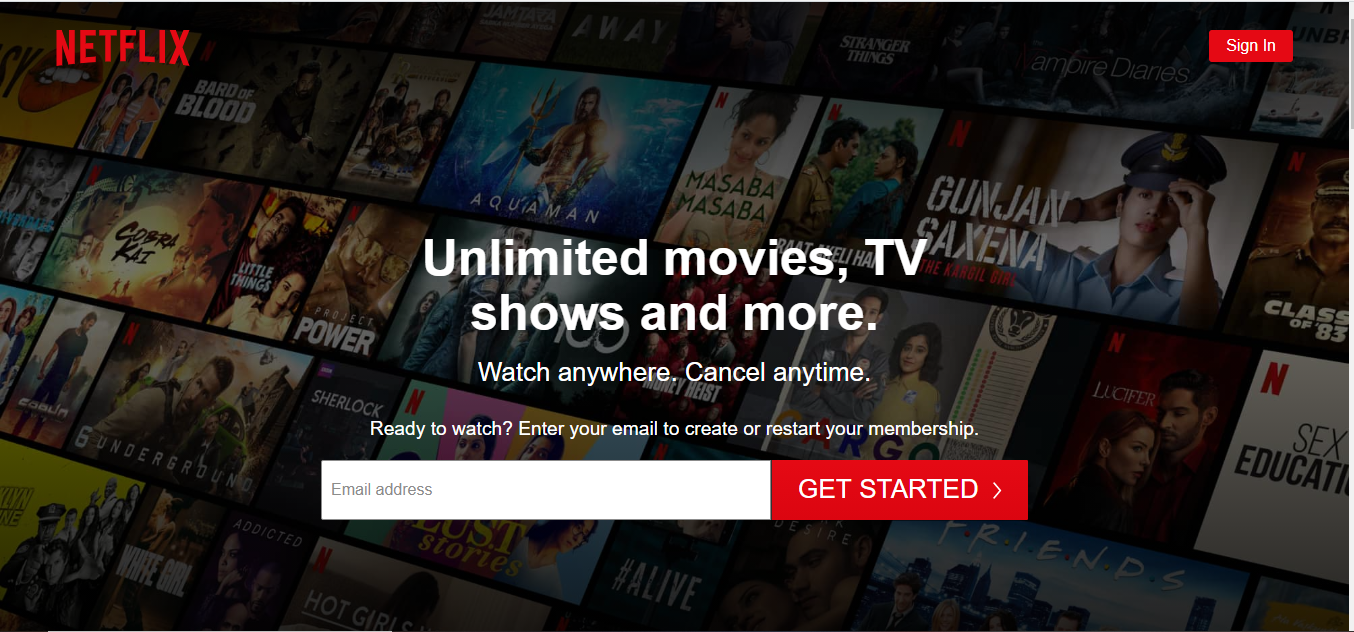 NETFLIX
Sign In
JAMTARA
AWAY
STRANGER
THINGS
Vampire Diaries
BARD OF
BLOOD
AQUAMAN
MASABA
MASABA
GUNJAN
SAXENA
THE KARGIL GIRL
COBRA
KAI
LITTLE
THINGS
PROJECT
POWER
CLASS
OF '83
Unlimited movies, TV
shows and more.
Watch anywhere. Cancel anytime.
Ready to watch? Enter your email to create or restart your membership.
Email address
GET STARTED
6 UNDERGROUND
SHERLOCK
MONEY HEIST
LUCIFER
SEX
EDUCATION
LUST
stories
ADDICTED
WHITE GIRL
HOT GIRLS
#ALIVE
DESIRE
F.R.I.E.N.D.S